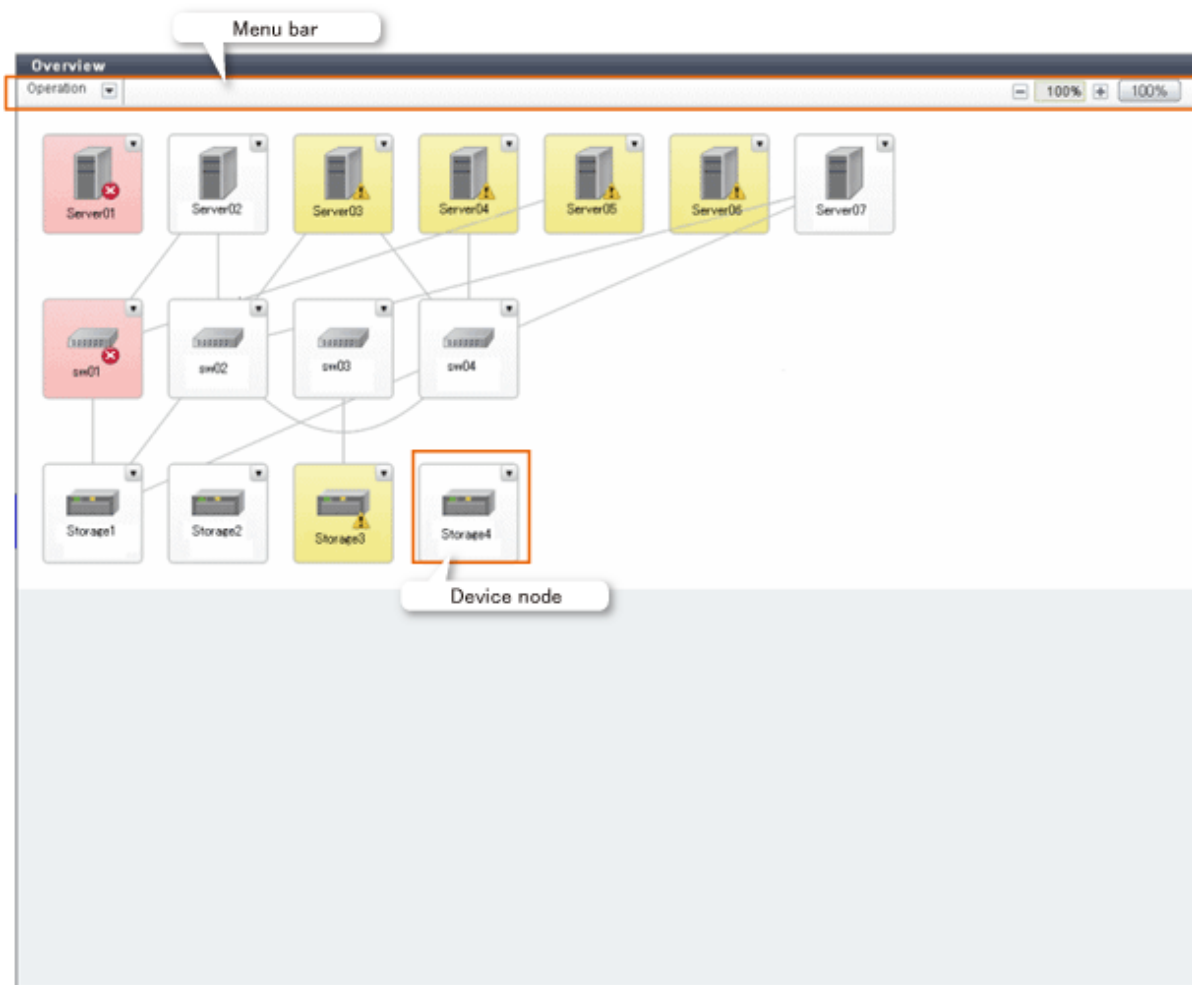 Menu bar
Overview
Operation
100%
100%
Server01
Server02
Server03
Server04
Server05
Server06
Server07
sw01
sw02
sw03
sw04
Storage1
Storage2
Storage3
Storage4
Device node